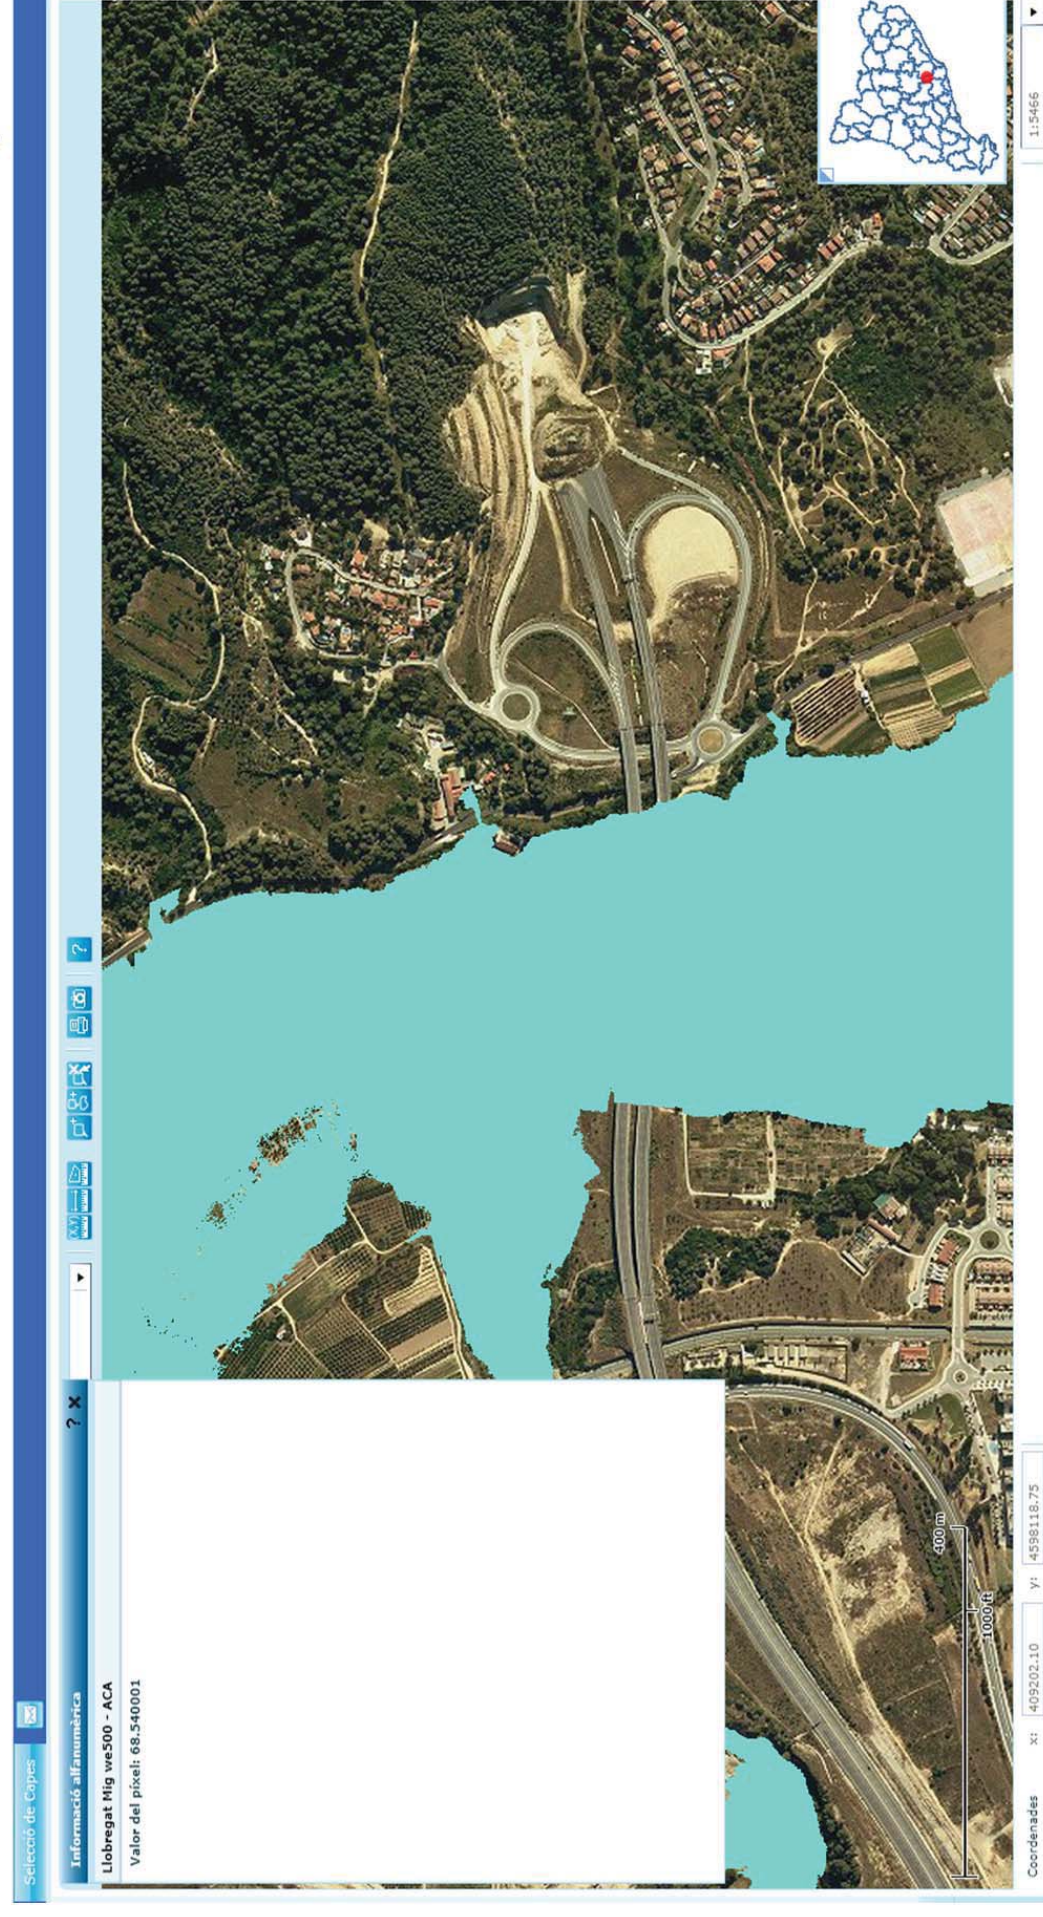 Selecció de Capes
Informació alfanumèrica ? x
(X,Y)
?
Llobregat Mig we500 - ACA
Valor del píxel: 68.540001
400 m
1000 ft
Coordenades x: 409202.10 y: 4598118.75 1:5466